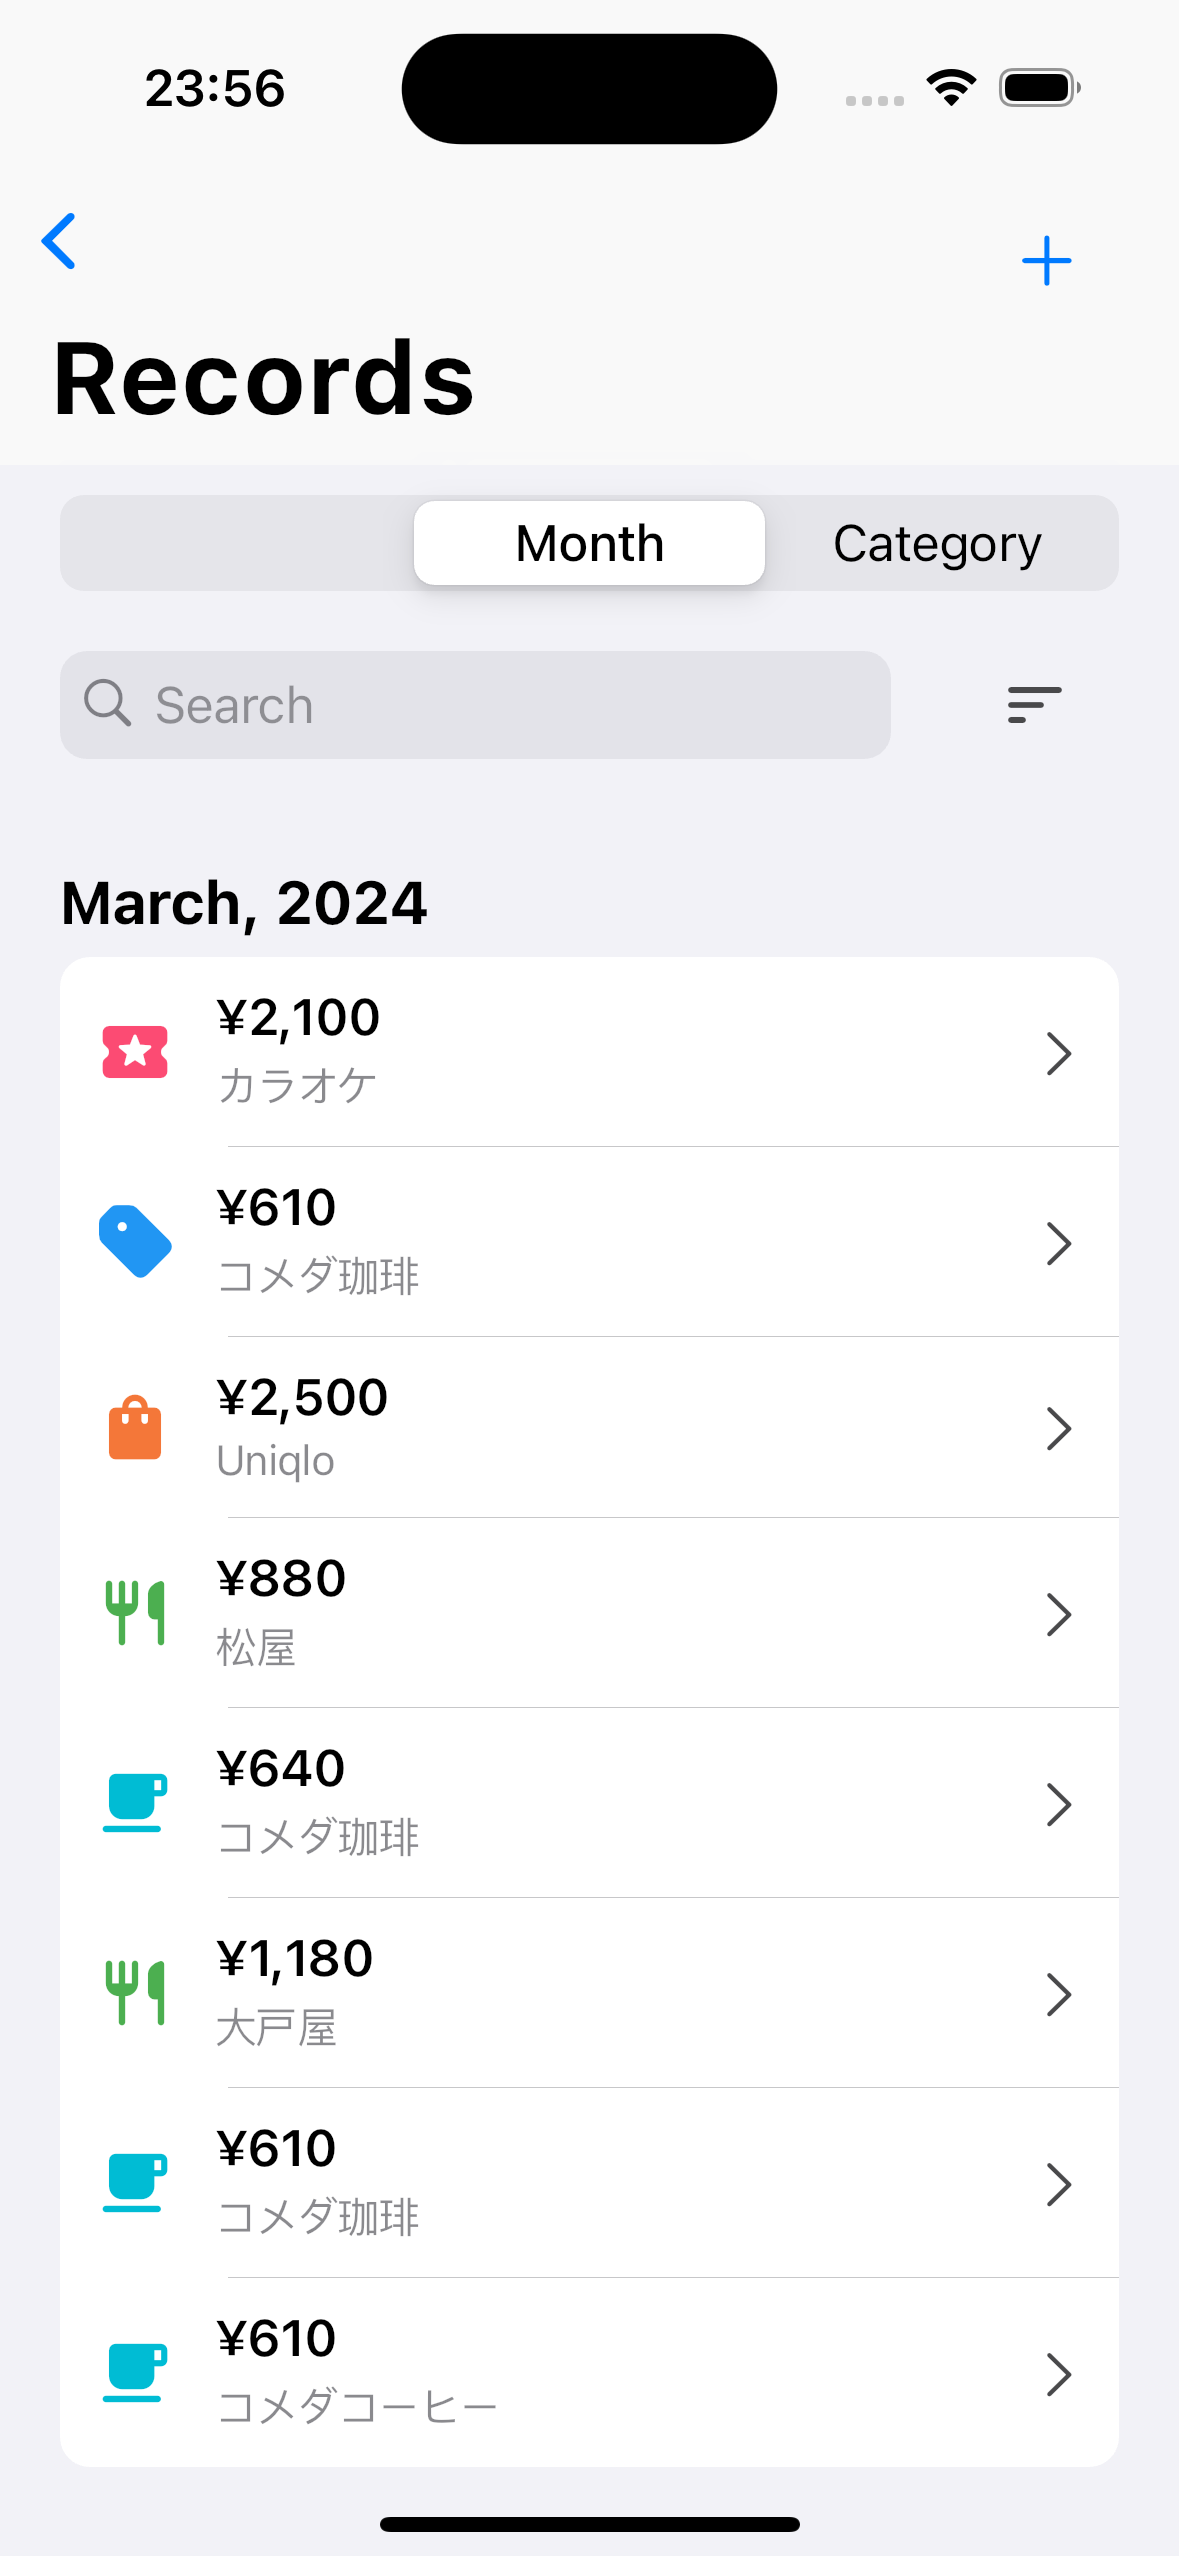 23:56
Records
Month
Category
Search
March, 2024
¥2,100
カラオケ
¥610
コメダ珈琲
¥2,500
Uniqlo
¥880
松屋
¥640
コメダ珈琲
¥1,180
大戸屋
¥610
コメダ珈琲
¥610
コメダコーヒー